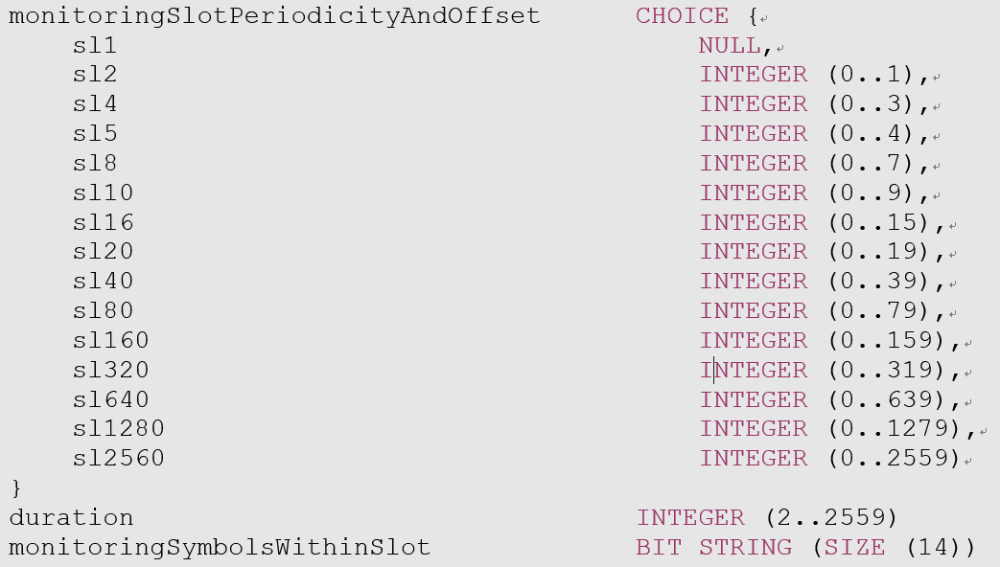 monitoringSlotPeriodicityAndOffset CHOICE {
sl1 NULL,
sl2 INTEGER (0..1),
sl4 INTEGER (0..3),
sl5 INTEGER (0..4),
sl8 INTEGER (0..7),
sl10 INTEGER (0..9),
sl16 INTEGER (0..15),
sl20 INTEGER (0..19),
sl40 INTEGER (0..39),
sl80 INTEGER (0..79),
sl160 INTEGER (0..159),
sl320 INTEGER (0..319),
sl640 INTEGER (0..639),
sl1280 INTEGER (0..1279),
sl2560 INTEGER (0..2559)
}
duration INTEGER (2..2559)
monitoringSymbolsWithinSlot BIT STRING (SIZE (14))